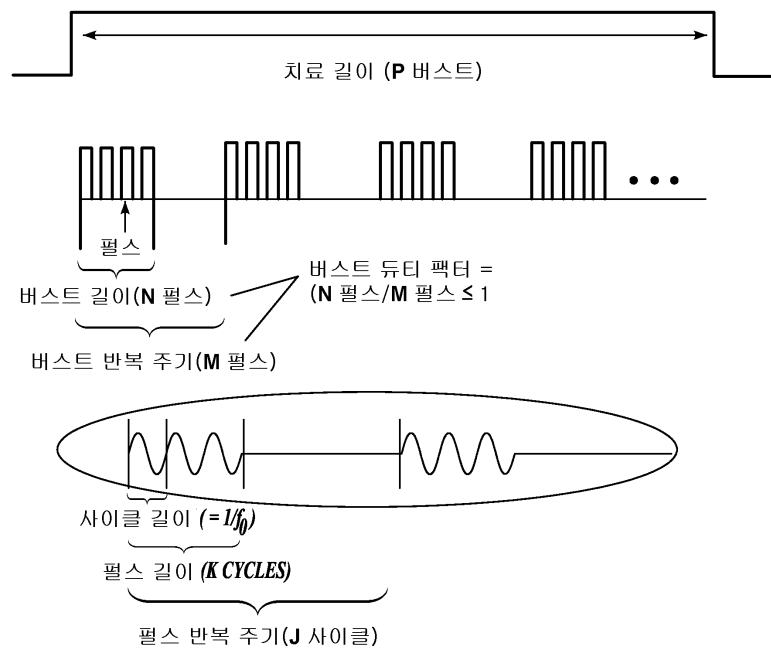 치료 길이 (P 버스트)
펄스
버스트 길이(N 펄스)
버스트 듀티 팩터 =
(N 펄스/M 펄스 ≤ 1
버스트 반복 주기(M 펄스)
사이클 길이 (=1/f₀)
펄스 길이 (K CYCLES)
펄스 반복 주기(J 사이클)